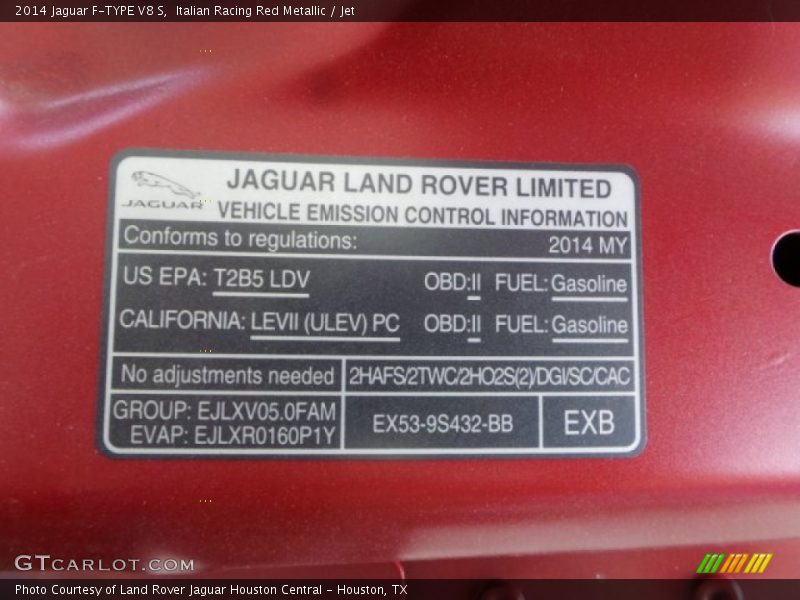 2014 Jaguar F-TYPE V8 S,  Italian Racing Red Metallic / Jet
JAGUAR LAND ROVER LIMITED
JAGUAR
VEHICLE EMISSION CONTROL INFORMATION
Conforms to regulations: 2014 MY
US EPA: T2B5 LDV OBD:II FUEL: Gasoline
CALIFORNIA: LEVII (ULEV) PC OBD:II FUEL: Gasoline
No adjustments needed 2HAFS/2TWC/2HO2S(2)/DGI/SC/CAC
GROUP: EJLXV05.0FAM
EVAP: EJLXR0160P1Y
EX53-9S432-BB EXB
GTCARLOT.COM
Photo Courtesy of Land Rover Jaguar Houston Central - Houston, TX